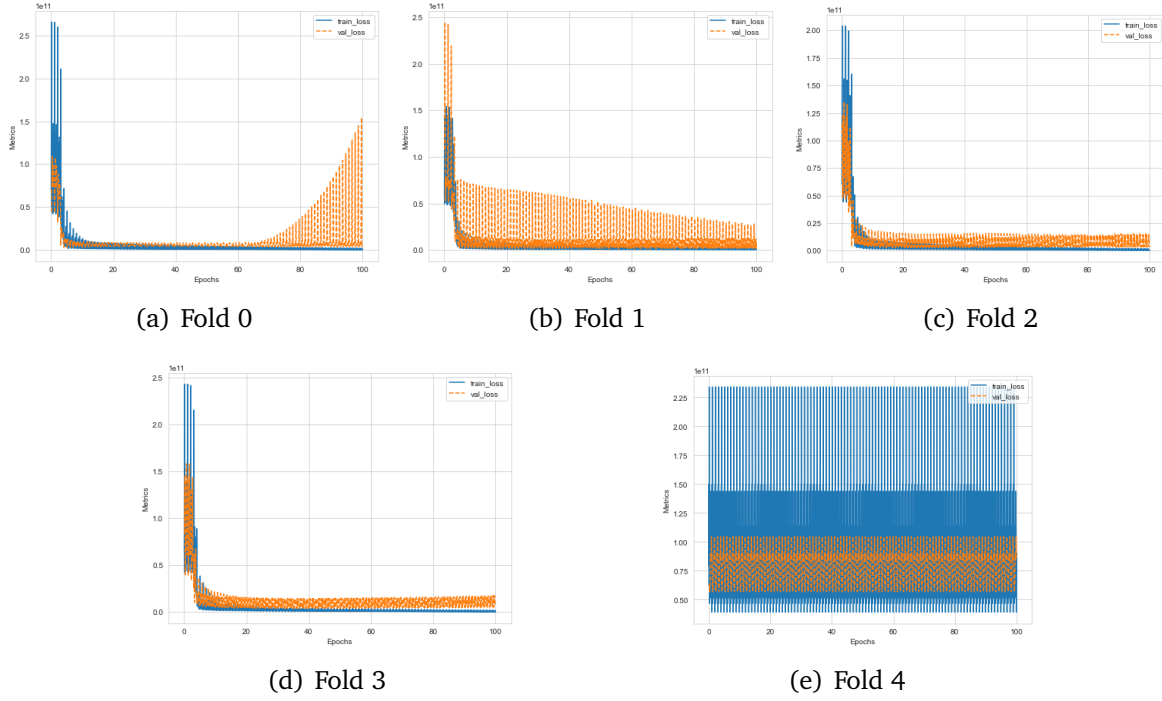 1e11
train_loss
val_loss
2.5
2.0
1.5
1.0
0.5
0.0
Metrics
0 20 40 60 80 100
Epochs
(a) Fold 0
1e11
train_loss
val_loss
2.5
2.0
1.5
1.0
0.5
0.0
Metrics
0 20 40 60 80 100
Epochs
(b) Fold 1
1e11
train_loss
val_loss
2.00
1.75
1.50
1.25
1.00
0.75
0.50
0.25
0.00
Metrics
0 20 40 60 80 100
Epochs
(c) Fold 2
1e11
train_loss
val_loss
2.5
2.0
1.5
1.0
0.5
0.0
Metrics
0 20 40 60 80 100
Epochs
(d) Fold 3
1e11
train_loss
val_loss
2.25
2.00
1.75
1.50
1.25
1.00
0.75
0.50
Metrics
0 20 40 60 80 100
Epochs
(e) Fold 4